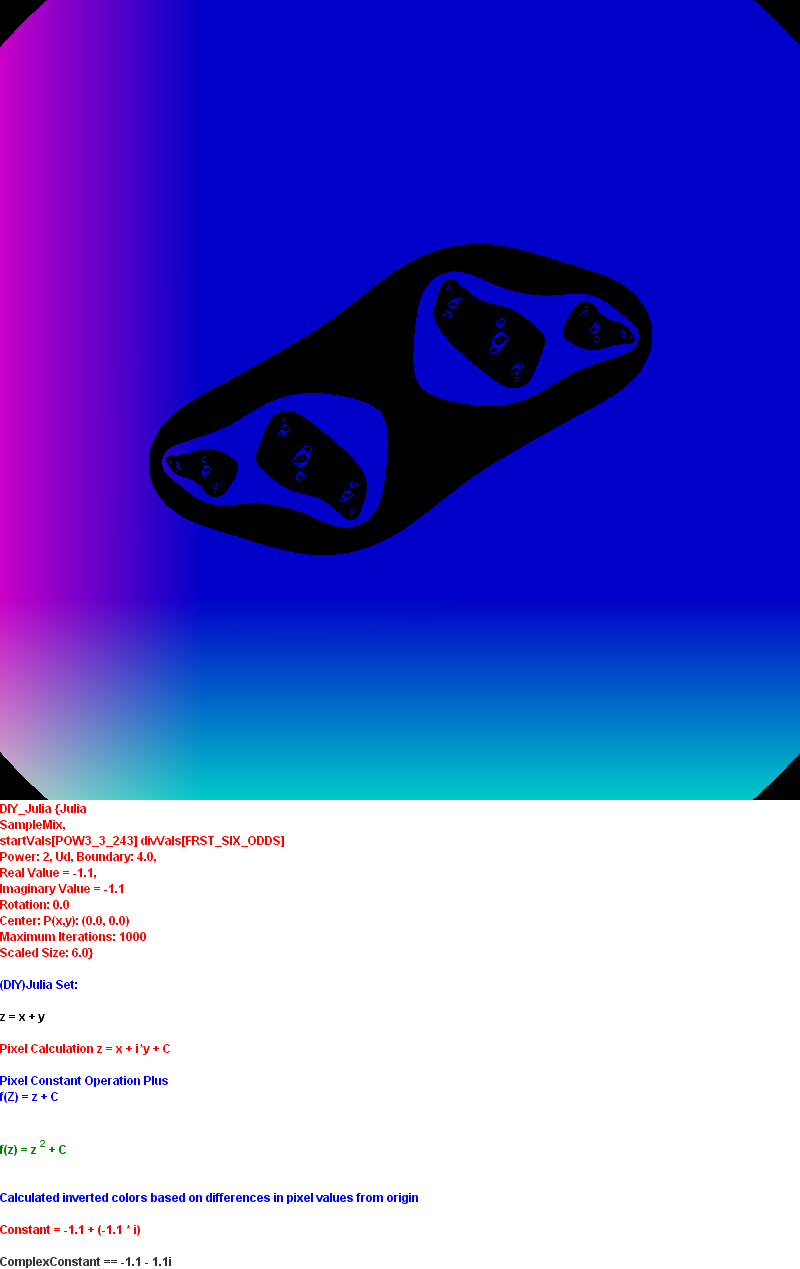 DIY_Julia {Julia
SampleMix,
startVals[POW3_3_243] divVals[FRST_SIX_ODDS]
Power: 2, Ud, Boundary: 4.0,
Real Value = -1.1,
Imaginary Value = -1.1
Rotation: 0.0
Center: P(x,y): (0.0, 0.0)
Maximum Iterations: 1000
Scaled Size: 6.0}
(DIY)Julia Set:
z = x + y
Pixel Calculation z = x + i*y + C
Pixel Constant Operation Plus
f(Z) = z + C
f(z) = z ² + C
Calculated inverted colors based on differences in pixel values from origin
Constant = -1.1 + (-1.1 * i)
ComplexConstant == -1.1 - 1.1i